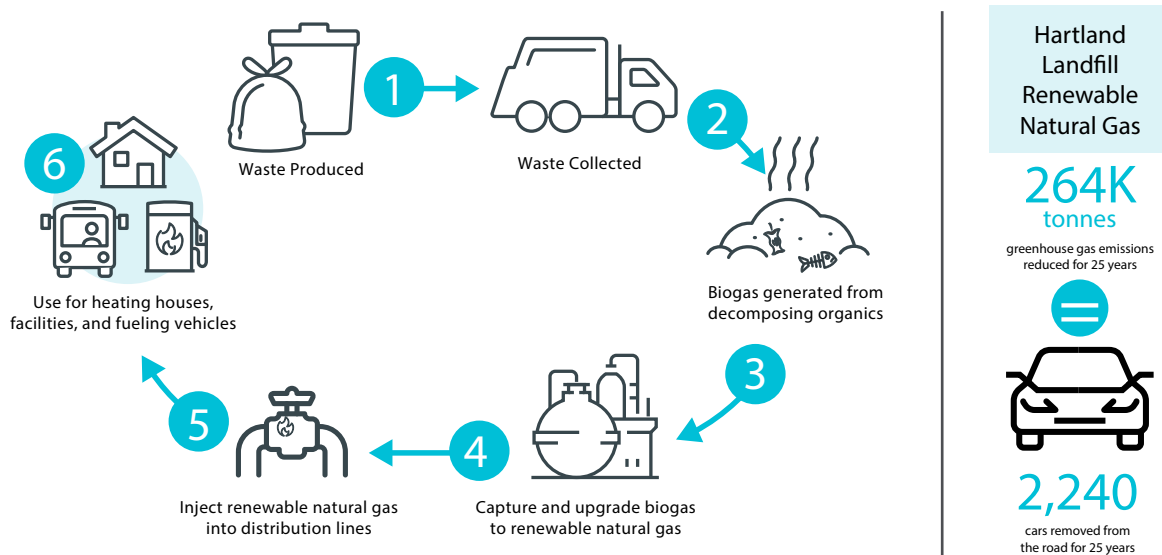 1
Waste Produced
Waste Collected
2
Biogas generated from
decomposing organics
3
Capture and upgrade biogas
to renewable natural gas
4
Inject renewable natural gas
into distribution lines
5
6
Use for heating houses,
facilities, and fueling vehicles
Hartland
Landfill
Renewable
Natural Gas
264K
tonnes
greenhouse gas emissions
reduced for 25 years
=
2,240
cars removed from
the road for 25 years